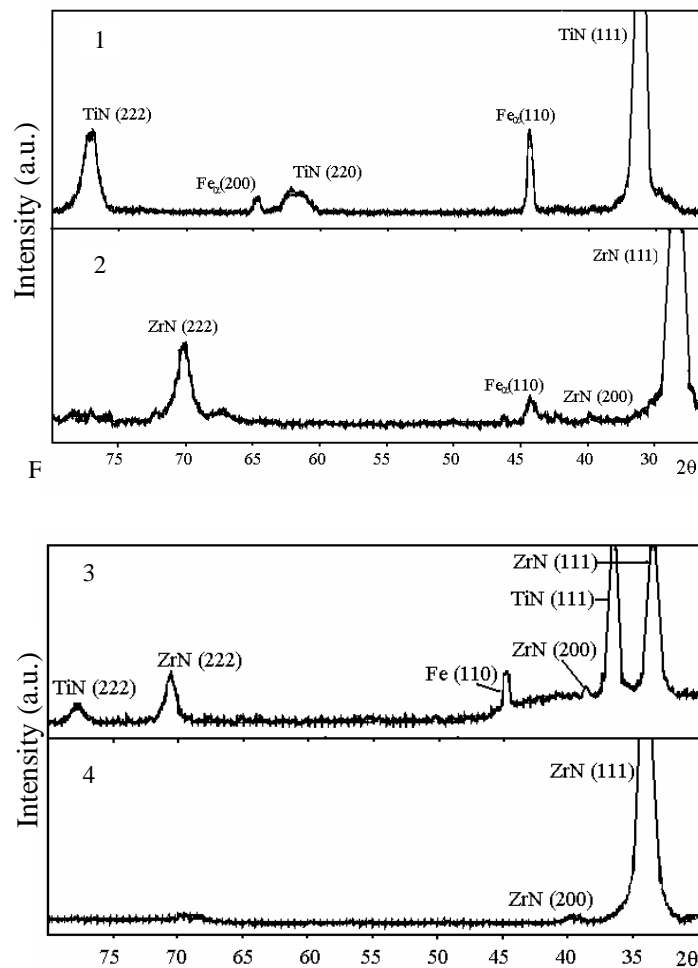 1
TiN (111)
TiN (222)
Feα(110)
Feα(200)
TiN (220)
Intensity (a.u.)
2
ZrN (111)
ZrN (222)
Feα(110)
ZrN (200)
F
75 70 65 60 55 50 45 40 35 30 2θ
3
ZrN (111)
TiN (111)
ZrN (200)
ZrN (222)
Fe (110)
TiN (222)
Intensity (a.u.)
4
ZrN (111)
ZrN (200)
75 70 65 60 55 50 45 40 35 2θ